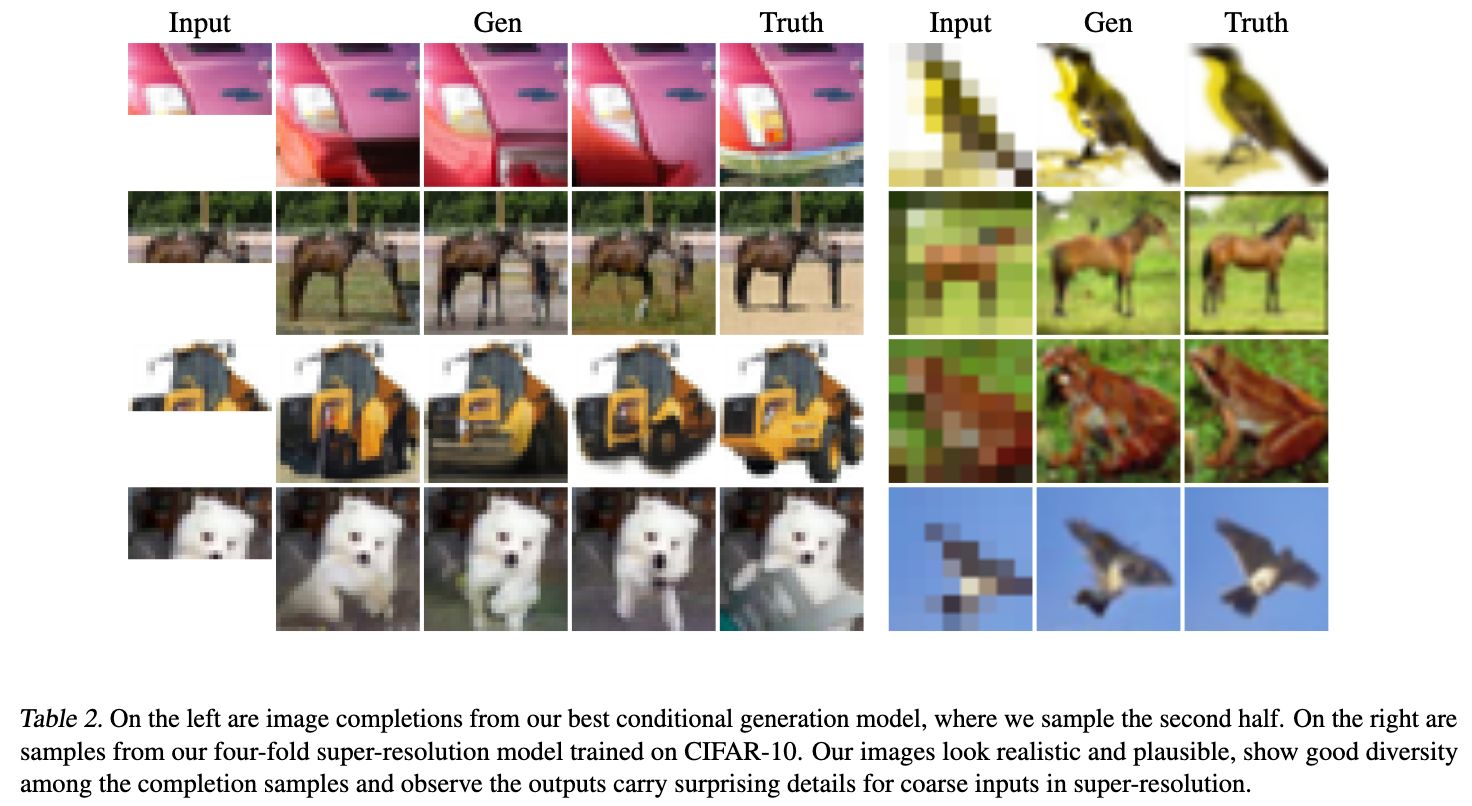 Input Gen Truth Input Gen Truth
Table 2. On the left are image completions from our best conditional generation model, where we sample the second half. On the right are
samples from our four-fold super-resolution model trained on CIFAR-10. Our images look realistic and plausible, show good diversity
among the completion samples and observe the outputs carry surprising details for coarse inputs in super-resolution.